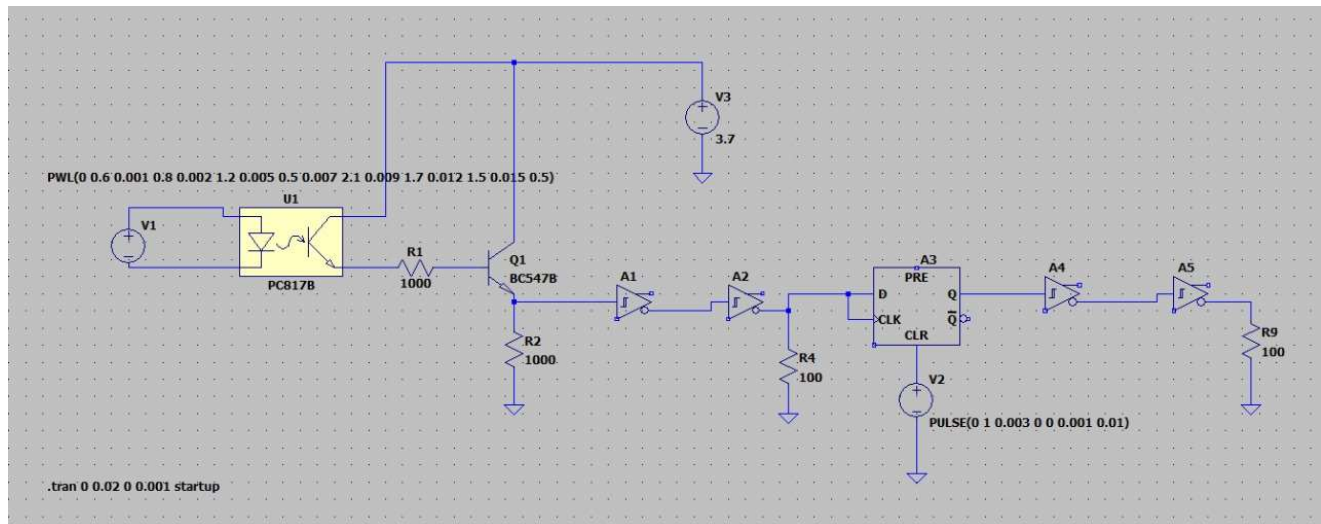 V3
3.7
PWL(0 0.6 0.001 0.8 0.002 1.2 0.005 0.5 0.007 2.1 0.009 1.7 0.012 1.5 0.015 0.5)
U1
V1
PC817B
R1
1000
Q1
BC547B
R2
1000
A1
A2
R4
100
A3
PRE
D
Q
CLK
Q
CLR
A4
A5
R9
100
V2
PULSE(0 1 0.003 0 0 0.001 0.01)
.tran 0 0.02 0 0.001 startup